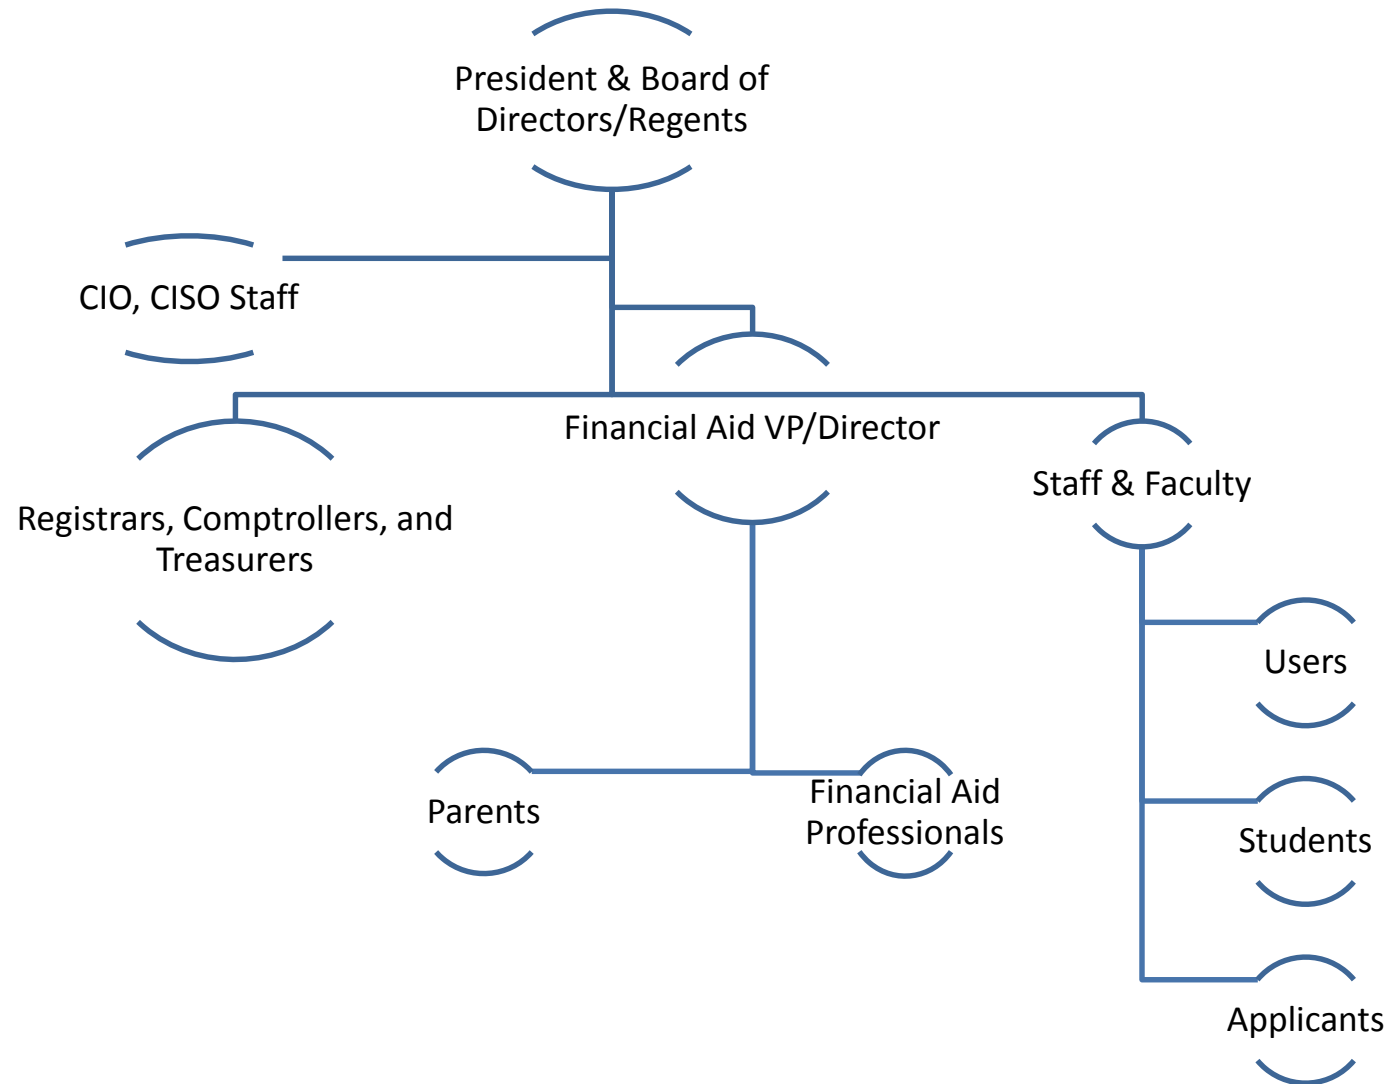 President & Board of
Directors/Regents
CIO, CISO Staff
Financial Aid VP/Director
Staff & Faculty
Registrars, Comptrollers, and
Treasurers
Users
Parents
Financial Aid
Professionals
Students
Applicants